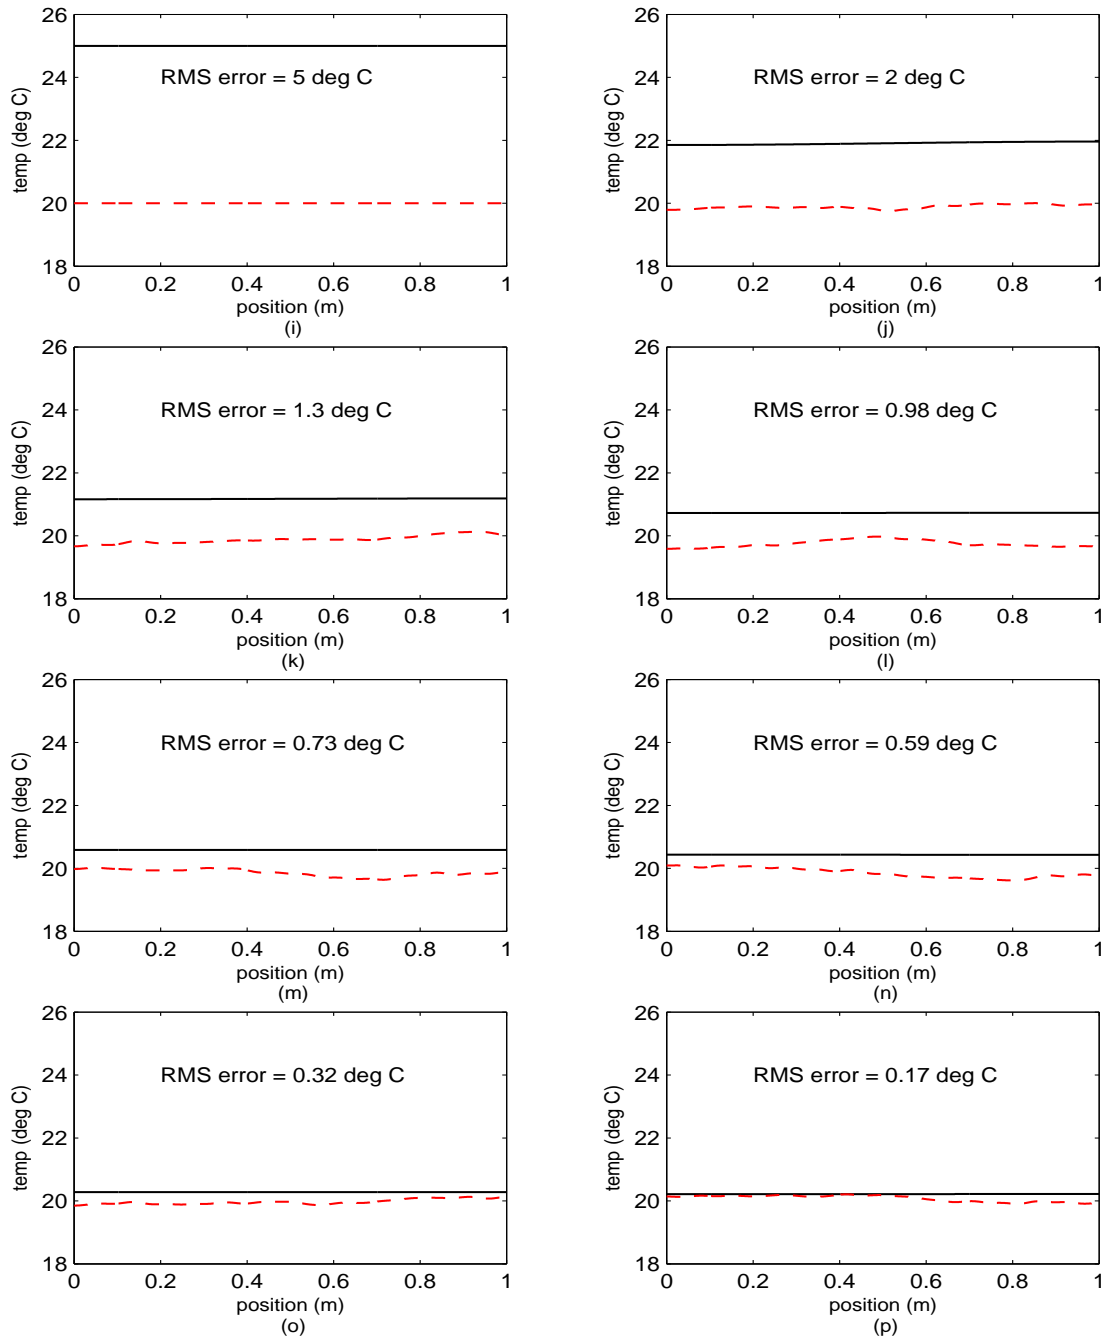 26
24
22
20
18
temp (deg C)
RMS error = 5 deg C
0 0.2 0.4 0.6 0.8 1
position (m)
(i)
26
24
22
20
18
temp (deg C)
RMS error = 2 deg C
0 0.2 0.4 0.6 0.8 1
position (m)
(j)
26
24
22
20
18
temp (deg C)
RMS error = 1.3 deg C
0 0.2 0.4 0.6 0.8 1
position (m)
(k)
26
24
22
20
18
temp (deg C)
RMS error = 0.98 deg C
0 0.2 0.4 0.6 0.8 1
position (m)
(l)
26
24
22
20
18
temp (deg C)
RMS error = 0.73 deg C
0 0.2 0.4 0.6 0.8 1
position (m)
(m)
26
24
22
20
18
temp (deg C)
RMS error = 0.59 deg C
0 0.2 0.4 0.6 0.8 1
position (m)
(n)
26
24
22
20
18
temp (deg C)
RMS error = 0.32 deg C
0 0.2 0.4 0.6 0.8 1
position (m)
(o)
26
24
22
20
18
temp (deg C)
RMS error = 0.17 deg C
0 0.2 0.4 0.6 0.8 1
position (m)
(p)